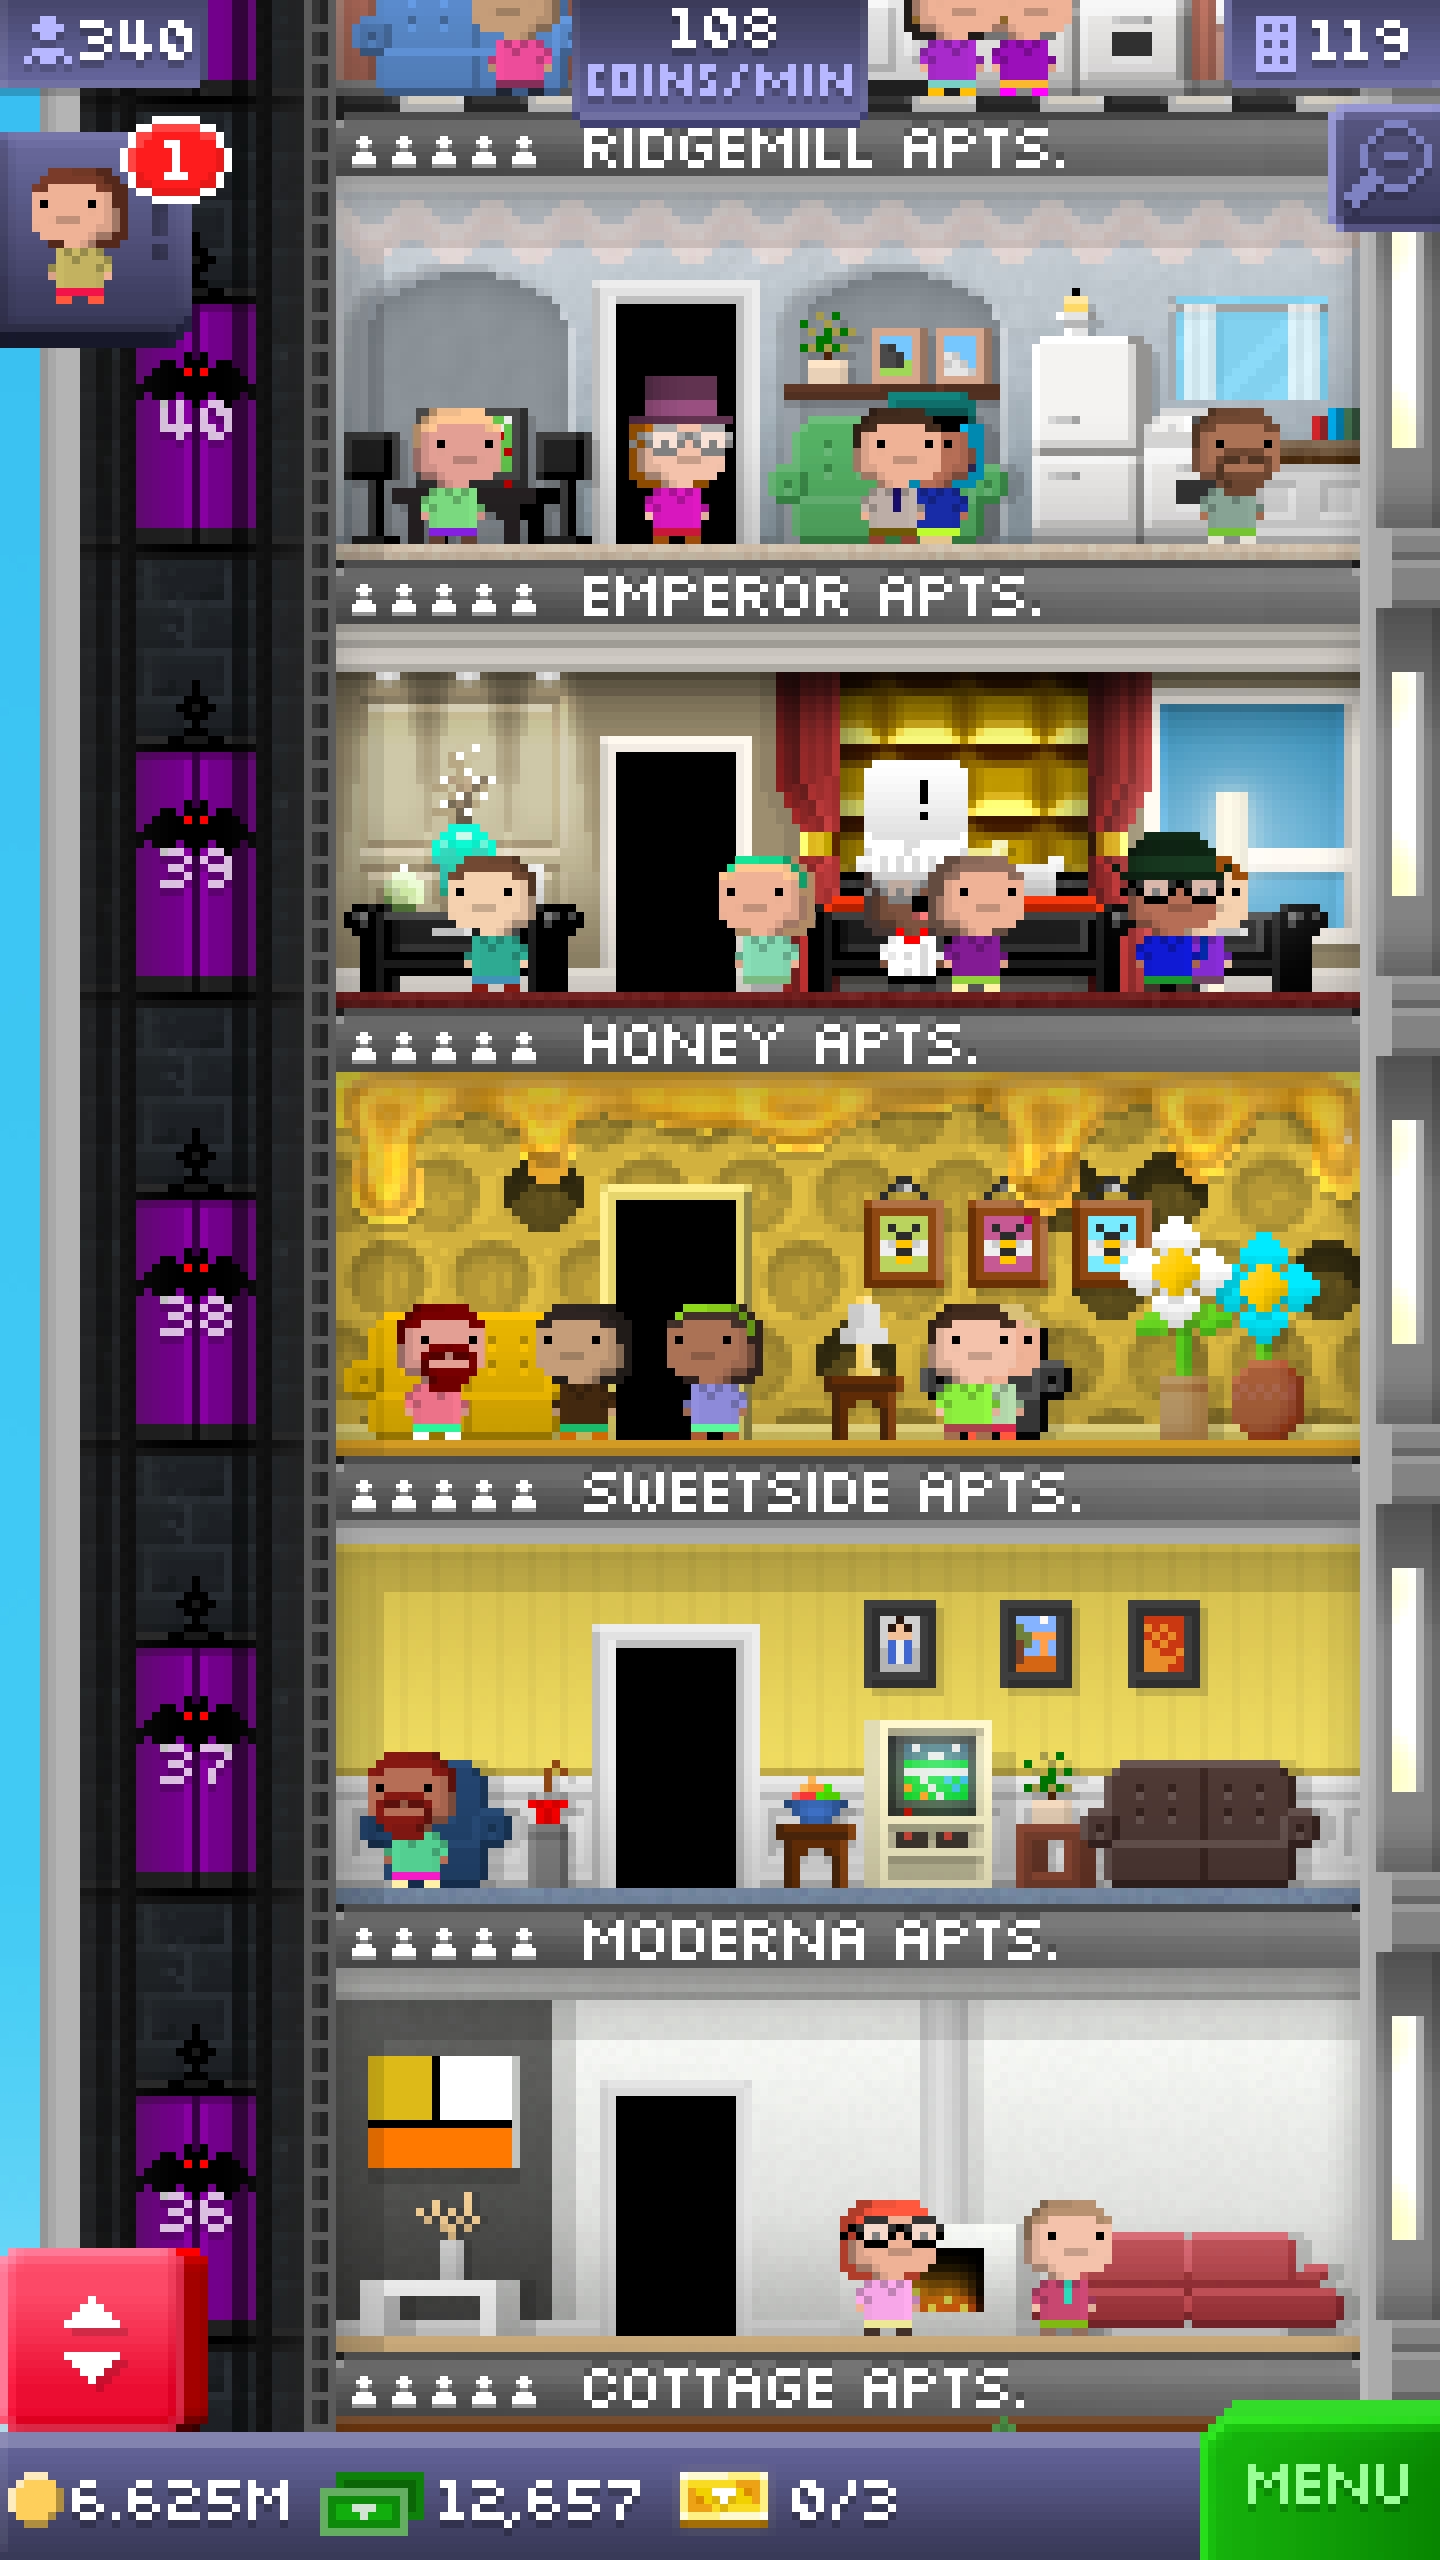 340
108
COINS/MIN
119
1
RIDGEMILL APTS.
40
EMPEROR APTS.
!
39
HONEY APTS.
38
SWEETSIDE APTS.
37
MODERNA APTS.
36
COTTAGE APTS.
6.625M
12,657
0/3
MENU